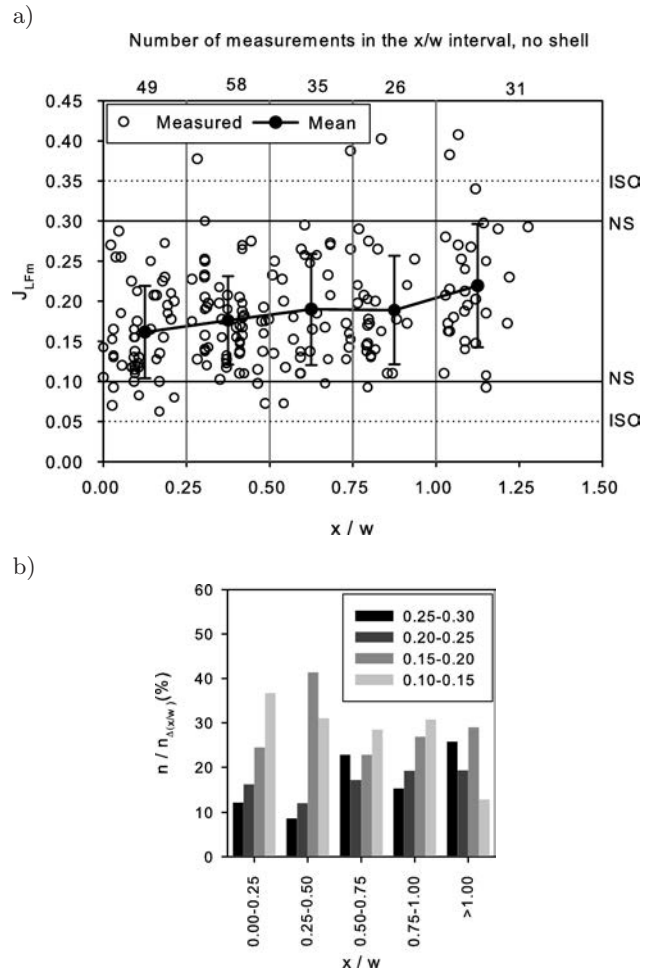 a)
Number of measurements in the x/w interval, no shell
49 58 35 26 31
0.45
Measured Mean
0.40
0.35 ISO
0.30 NS
0.25
J_LFm
0.20
0.15
0.10 NS
0.05 ISO
0.00
0.00 0.25 0.50 0.75 1.00 1.25 1.50
x / w
b)
60
0.25-0.30
50
0.20-0.25
0.15-0.20
40
0.10-0.15
n / n_Δ(x/w) (%)
30
20
10
0
0.00-0.25
0.25-0.50
0.50-0.75
0.75-1.00
>1.00
x / w